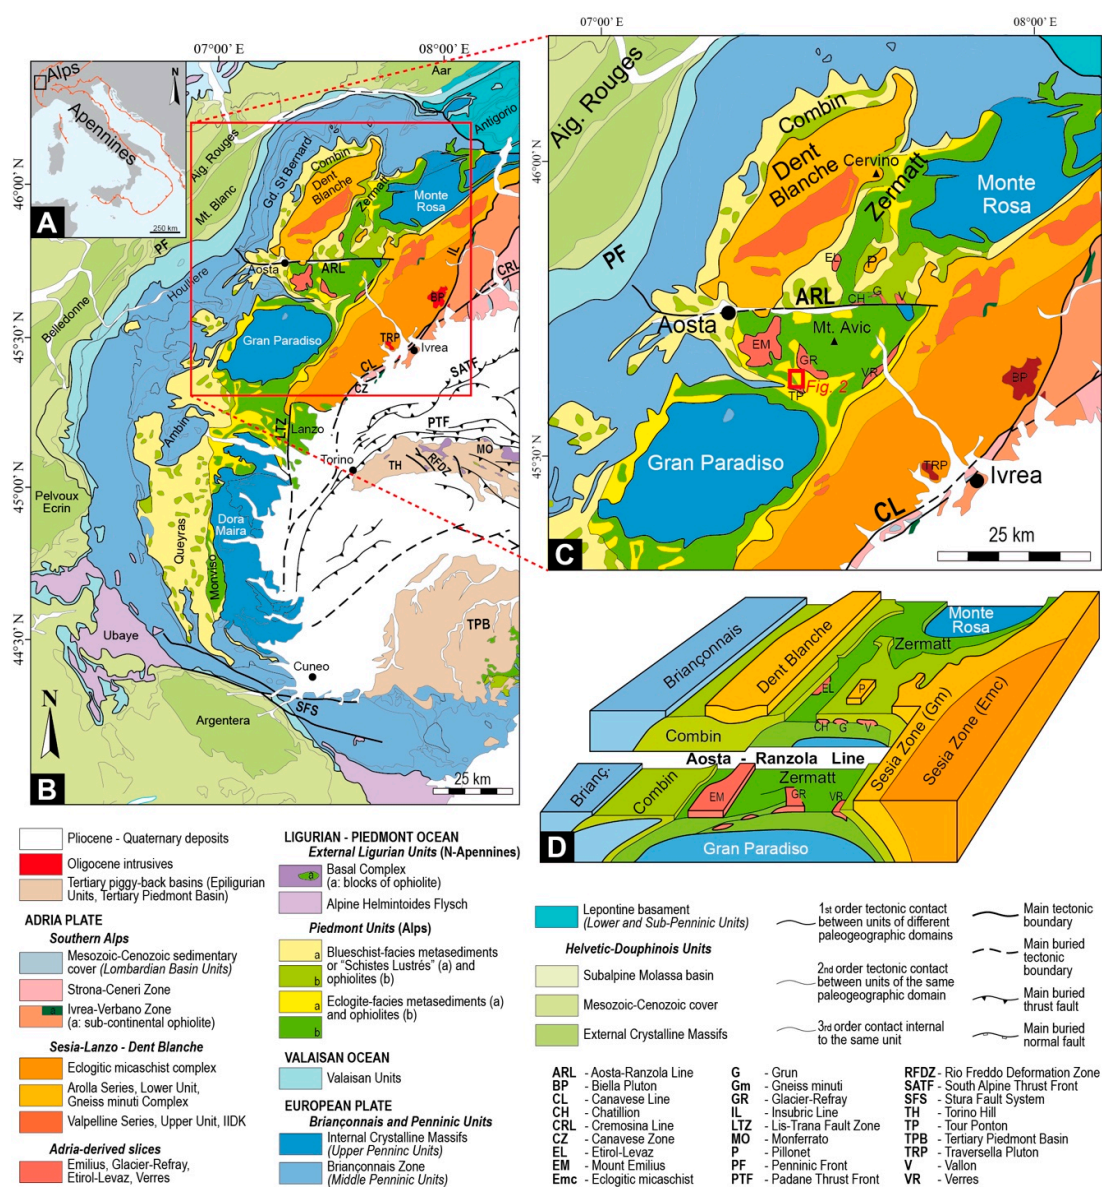 07°00'
08°00' E
07°00'
08°00' E
Alps
Apennines
N
250 km
A
Aar
Antigorio
Aig. Rouges
Gd. St Bernard
Combin
Dent
Blanche
Zermatt
Monte
Rosa
Mt. Blanc
PF
46°00' N
Houillere
Aosta
ARL
IL
CRL
BP
Belledonne
45°30' N
Gran Paradiso
TRP
Ivrea
CL
CZ
SATF
Ambin
LTZ
Lanzo
PTF
Torino
TH
RFDZ
MO
45°00' N
Pelvoux
Ecrin
Queyras
Dora
Maira
Monviso
44°30' N
Ubaye
TPB
Cuneo
SFS
Argentera
N
B
25 km
Aig. Rouges
Combin
Dent
Blanche
Cervino
Zermatt
Monte
Rosa
46°00' N
PF
EL
P
ARL
CH
G
V
Aosta
Mt. Avic
EM
GR
VR
Fig. 2
TP
BP
45°30' N
Gran Paradiso
TRP
Ivrea
CL
C
25 km
Briançonnais
Dent Blanche
Monte
Rosa
Zermatt
EL
P
Combin
CH
G
V
Sesia Zone (Gm)
Sesia Zone (Emc)
Aosta - Ranzola Line
Brianç.
Combin
Zermatt
EM
GR
VR
D
Gran Paradiso
Pliocene - Quaternary deposits
Oligocene intrusives
Tertiary piggy-back basins (Epiligurian
Units, Tertiary Piedmont Basin)
ADRIA PLATE
Southern Alps
Mesozoic-Cenozoic sedimentary
cover (Lombardian Basin Units)
Strona-Ceneri Zone
a
Ivrea-Verbano Zone
(a: sub-continental ophiolite)
Sesia-Lanzo - Dent Blanche
Eclogitic micaschist complex
Arolla Series, Lower Unit,
Gneiss minuti Complex
Valpelline Series, Upper Unit, IIDK
Adria-derived slices
Emilius, Glacier-Refray,
Etirol-Levaz, Verres
LIGURIAN - PIEDMONT OCEAN
External Ligurian Units (N-Apennines)
a
Basal Complex
(a: blocks of ophiolite)
Alpine Helmintoides Flysch
Piedmont Units (Alps)
a
Blueschist-facies metasediments
or “Schistes Lustrés” (a) and
b
ophiolites (b)
a
Eclogite-facies metasediments (a)
and ophiolites (b)
b
VALAISAN OCEAN
Valaisan Units
EUROPEAN PLATE
Briançonnais and Penninic Units
Internal Crystalline Massifs
(Upper Penninc Units)
Briançonnais Zone
(Middle Penninic Units)
Lepontine basament
(Lower and Sub-Penninic Units)
Helvetic-Douphinois Units
Subalpine Molassa basin
Mesozoic-Cenozoic cover
External Crystalline Massifs
1st order tectonic contact
between units of different
paleogeographic domains
2nd order tectonic contact
between units of the same
paleogeographic domain
3rd order contact internal
to the same unit
Main tectonic
boundary
Main buried
tectonic
boundary
Main buried
thrust fault
Main buried
normal fault
ARL - Aosta-Ranzola Line
BP - Biella Pluton
CL - Canavese Line
CH - Chatillion
CRL - Cremosina Line
CZ - Canavese Zone
EL - Etirol-Levaz
EM - Mount Emilius
Emc - Eclogitic micaschist
G - Grun
Gm - Gneiss minuti
GR - Glacier-Refray
IL - Insubric Line
LTZ - Lis-Trana Fault Zone
MO - Monferrato
P - Pillonet
PF - Penninic Front
PTF - Padane Thrust Front
RFDZ - Rio Freddo Deformation Zone
SATF - South Alpine Thrust Front
SFS - Stura Fault System
TH - Torino Hill
TP - Tour Ponton
TPB - Tertiary Piedmont Basin
TRP - Traversella Pluton
V - Vallon
VR - Verres